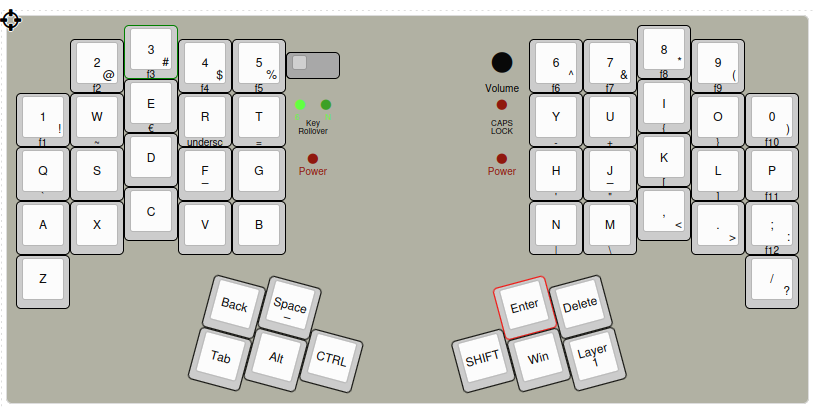 3
#
f3
2
@
f2
4
$
f4
5
%
f5
6
^
f6
7
&
f7
8
*
f8
9
(
f9
Volume
1
!
f1
W
~
E
€
R
undersc
T
=
Key
Rollover
CAPS
LOCK
Y
-
U
+
I
{
O
}
0
)
f10
Q
`
S
D
F
_
G
Power
Power
H
'
J
_
"
K
[
L
]
P
f11
A
X
C
V
B
N
|
M
\
,
<
.
>
;
:
f12
Z
/
?
Back
Space
_
Enter
Delete
Tab
Alt
CTRL
SHIFT
Win
Layer
1